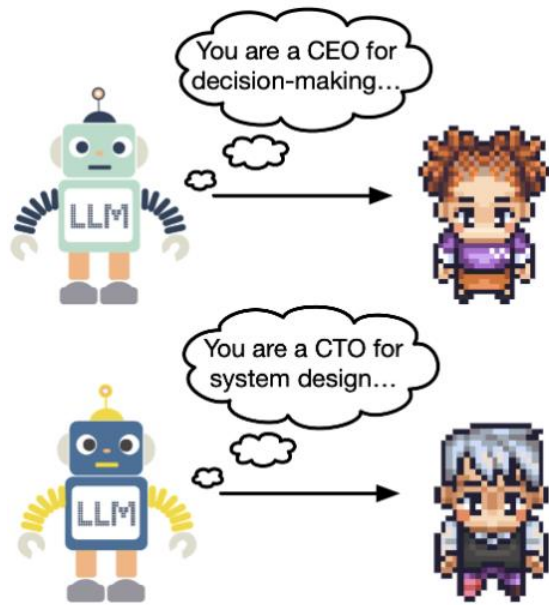 You are a CEO for
decision-making...
LLM
You are a CTO for
system design...
LLM